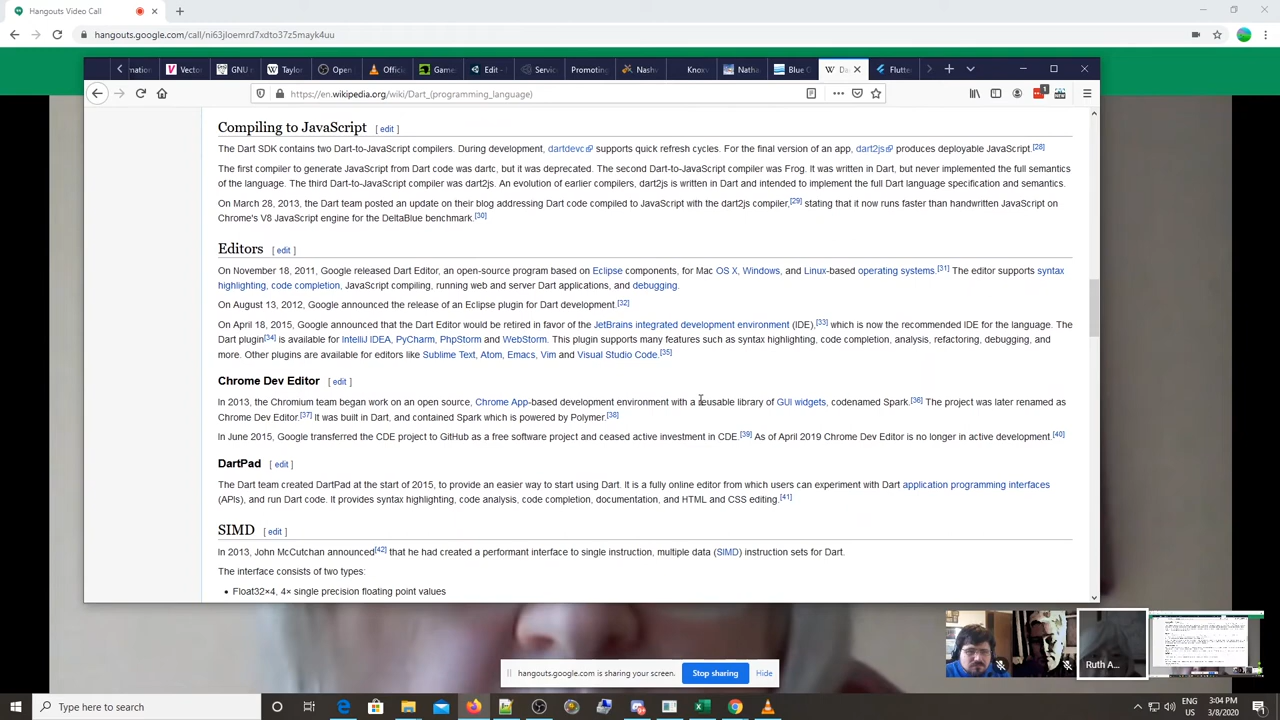 Hangouts Video Call
hangouts.google.com/call/ni63jloemrd7xdto37z5mayk4uu
mation
Vector
GNU
Taylor
Open
Officia
Games
Edit -
Service
Promoting
Nashv
Knoxv
Nathan
Blue O
Da
Flutter
https://en.wikipedia.org/wiki/Dart_(programming_language)
1
Compiling to JavaScript [ edit ]
The Dart SDK contains two Dart-to-JavaScript compilers. During development, dartdevc supports quick refresh cycles. For the final version of an app, dart2js produces deployable JavaScript.[28]
The first compiler to generate JavaScript from Dart code was dartc, but it was deprecated. The second Dart-to-JavaScript compiler was Frog. It was written in Dart, but never implemented the full semantics
of the language. The third Dart-to-JavaScript compiler was dart2js. An evolution of earlier compilers, dart2js is written in Dart and intended to implement the full Dart language specification and semantics.
On March 28, 2013, the Dart team posted an update on their blog addressing Dart code compiled to JavaScript with the dart2js compiler,[29] stating that it now runs faster than handwritten JavaScript on
Chrome's V8 JavaScript engine for the DeltaBlue benchmark.[30]
Editors [ edit ]
On November 18, 2011, Google released Dart Editor, an open-source program based on Eclipse components, for Mac OS X, Windows, and Linux-based operating systems.[31] The editor supports syntax
highlighting, code completion, JavaScript compiling, running web and server Dart applications, and debugging.
On August 13, 2012, Google announced the release of an Eclipse plugin for Dart development.[32]
On April 18, 2015, Google announced that the Dart Editor would be retired in favor of the JetBrains integrated development environment (IDE),[33] which is now the recommended IDE for the language. The
Dart plugin[34] is available for IntelliJ IDEA, PyCharm, PhpStorm and WebStorm. This plugin supports many features such as syntax highlighting, code completion, analysis, refactoring, debugging, and
more. Other plugins are available for editors like Sublime Text, Atom, Emacs, Vim and Visual Studio Code.[35]
Chrome Dev Editor [ edit ]
In 2013, the Chromium team began work on an open source, Chrome App-based development environment with a reusable library of GUI widgets, codenamed Spark.[36] The project was later renamed as
Chrome Dev Editor.[37] It was built in Dart, and contained Spark which is powered by Polymer.[38]
In June 2015, Google transferred the CDE project to GitHub as a free software project and ceased active investment in CDE.[39] As of April 2019 Chrome Dev Editor is no longer in active development.[40]
DartPad [ edit ]
The Dart team created DartPad at the start of 2015, to provide an easier way to start using Dart. It is a fully online editor from which users can experiment with Dart application programming interfaces
(APIs), and run Dart code. It provides syntax highlighting, code analysis, code completion, documentation, and HTML and CSS editing.[41]
SIMD [ edit ]
In 2013, John McCutchan announced[42] that he had created a performant interface to single instruction, multiple data (SIMD) instruction sets for Dart.
The interface consists of two types:
• Float32×4, 4× single precision floating point values
Ruth A...
hangouts.google.com is sharing your screen.
Stop sharing
Hide
Type here to search
ENG
US
3:04 PM
3/8/2020